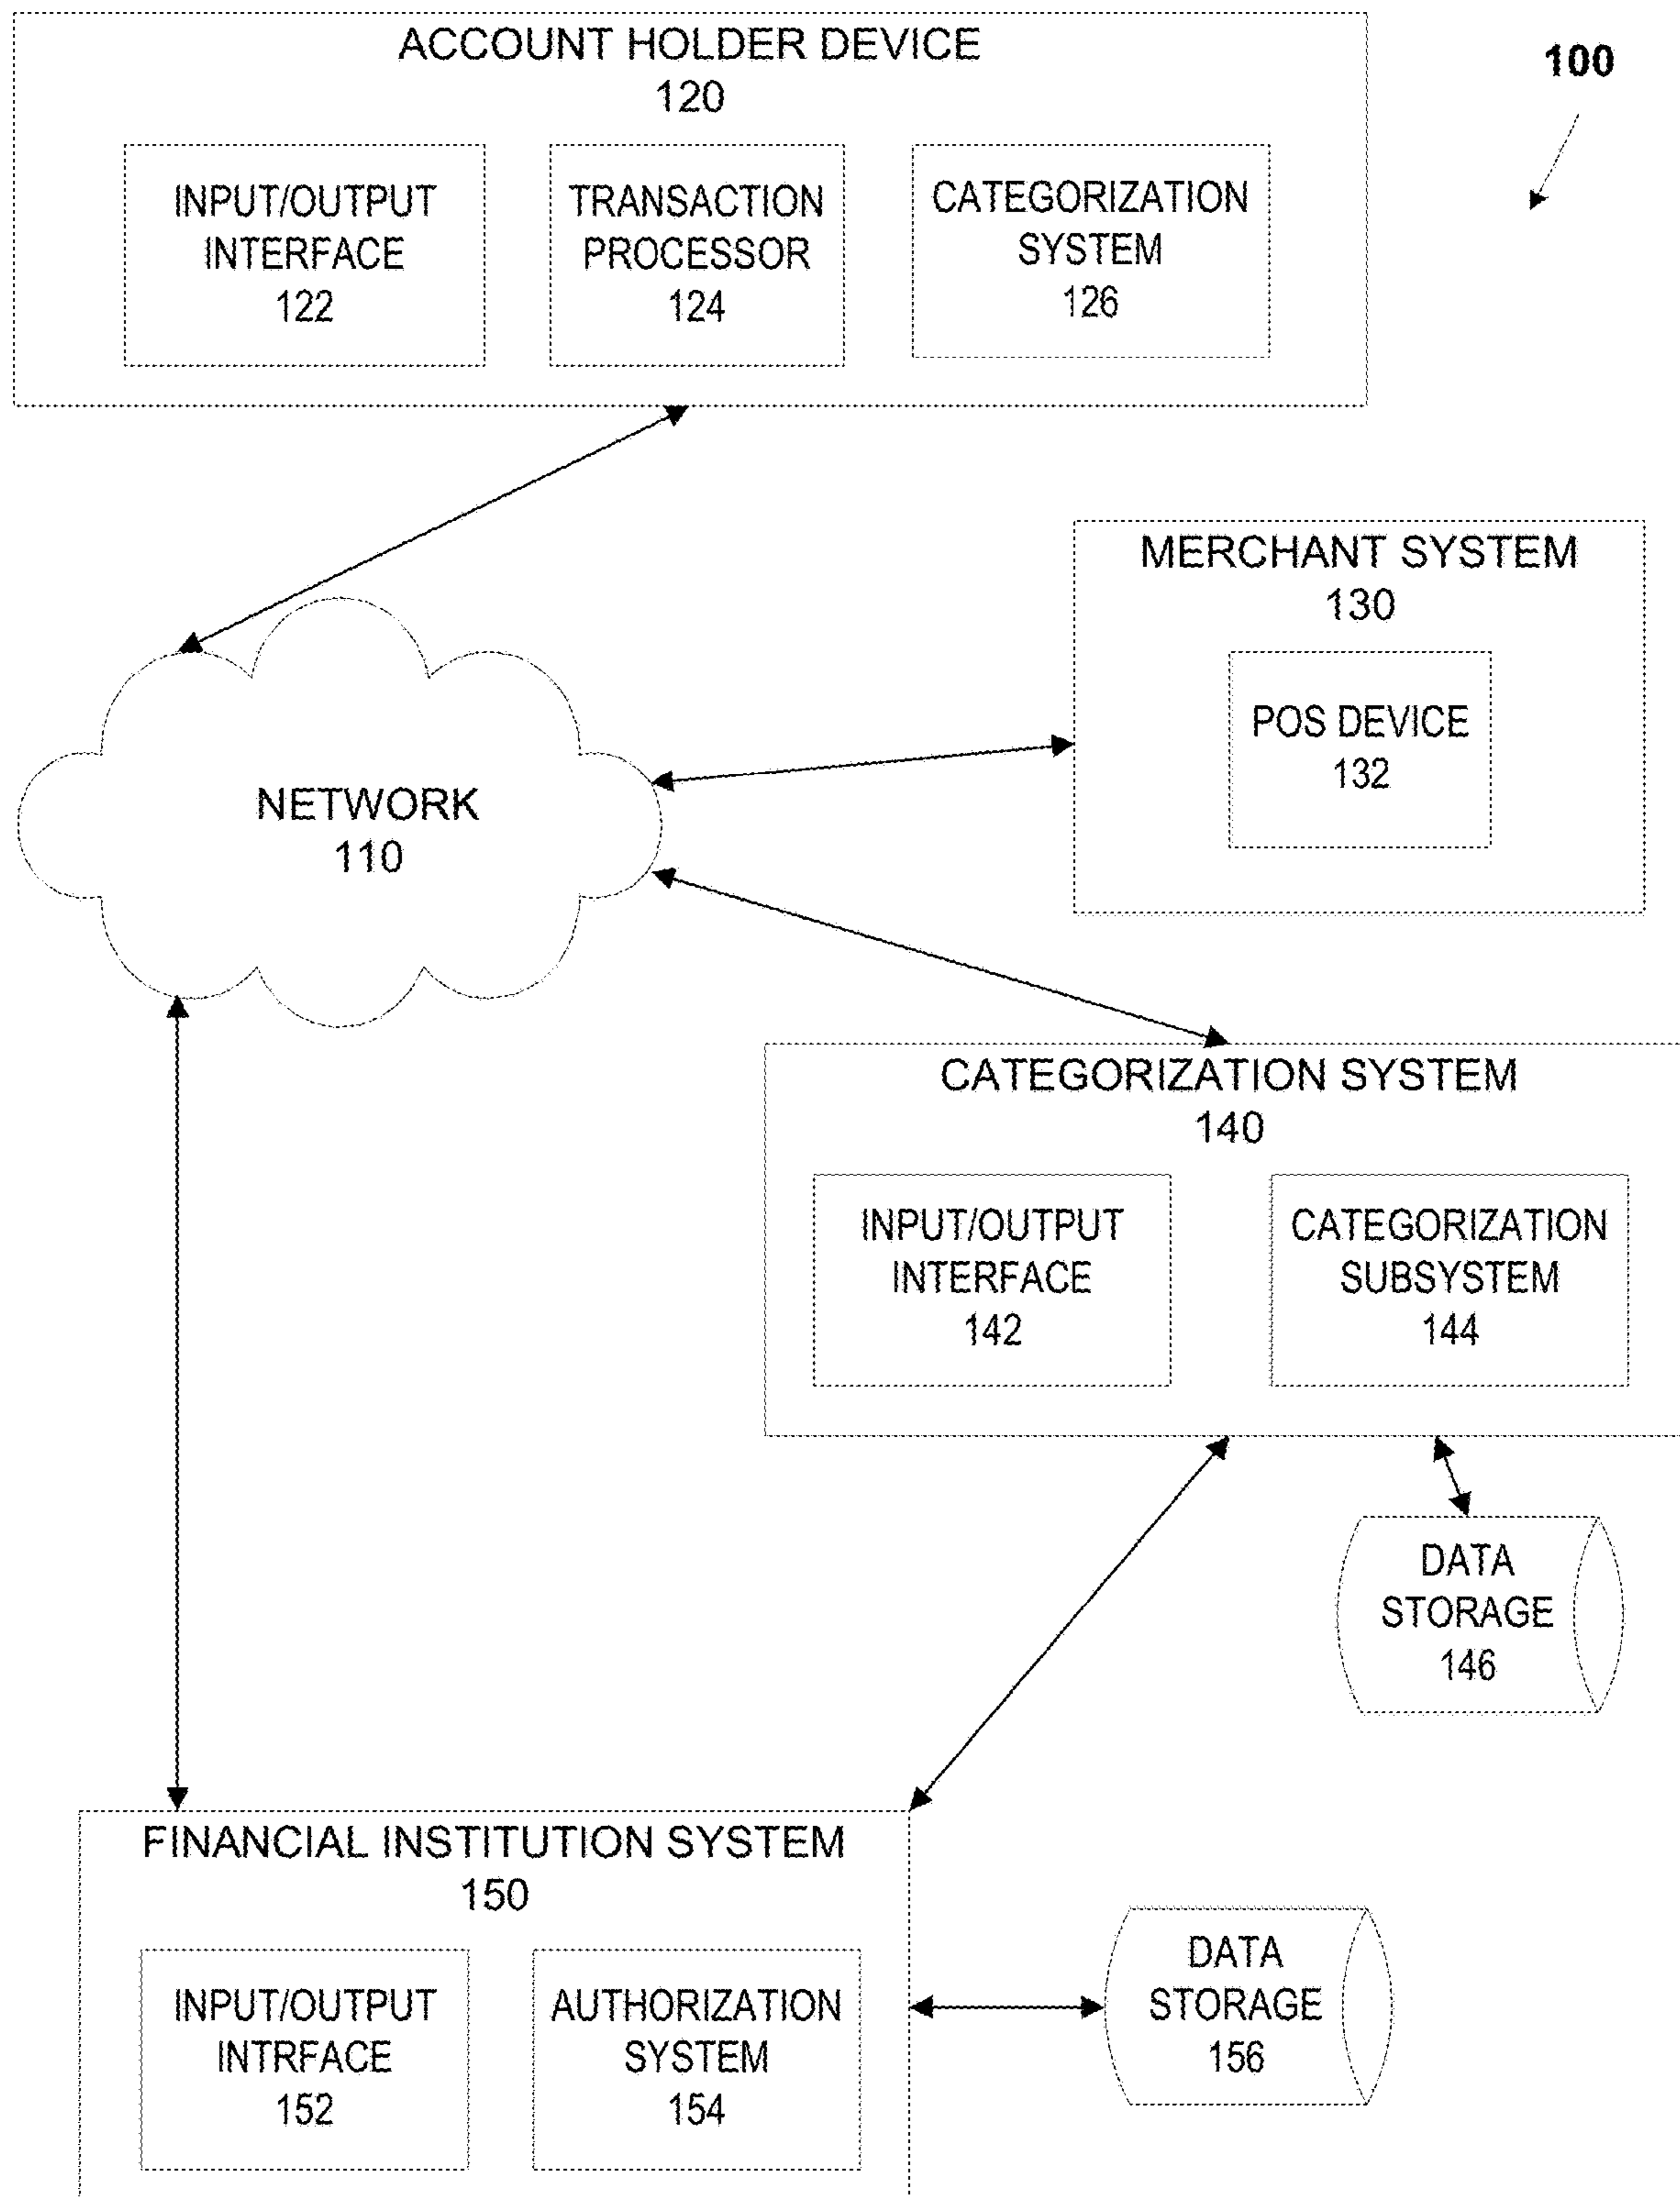 ACCOUNT HOLDER DEVICE
120
100
INPUT/OUTPUT
INTERFACE
122
TRANSACTION
PROCESSOR
124
CATEGORIZATION
SYSTEM
126
MERCHANT SYSTEM
130
POS DEVICE
132
NETWORK
110
CATEGORIZATION SYSTEM
140
INPUT/OUTPUT
INTERFACE
142
CATEGORIZATION
SUBSYSTEM
144
DATA
STORAGE
146
FINANCIAL INSTITUTION SYSTEM
150
INPUT/OUTPUT
INTRFACE
152
AUTHORIZATION
SYSTEM
154
DATA
STORAGE
156